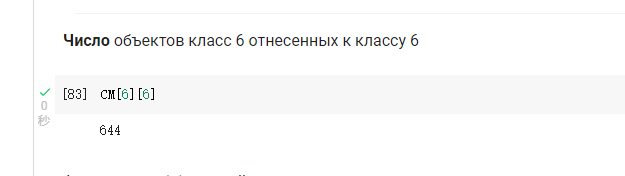 Число объектов класс 6 отнесенных к классу 6
[83] CM[6][6]
0
秒
644